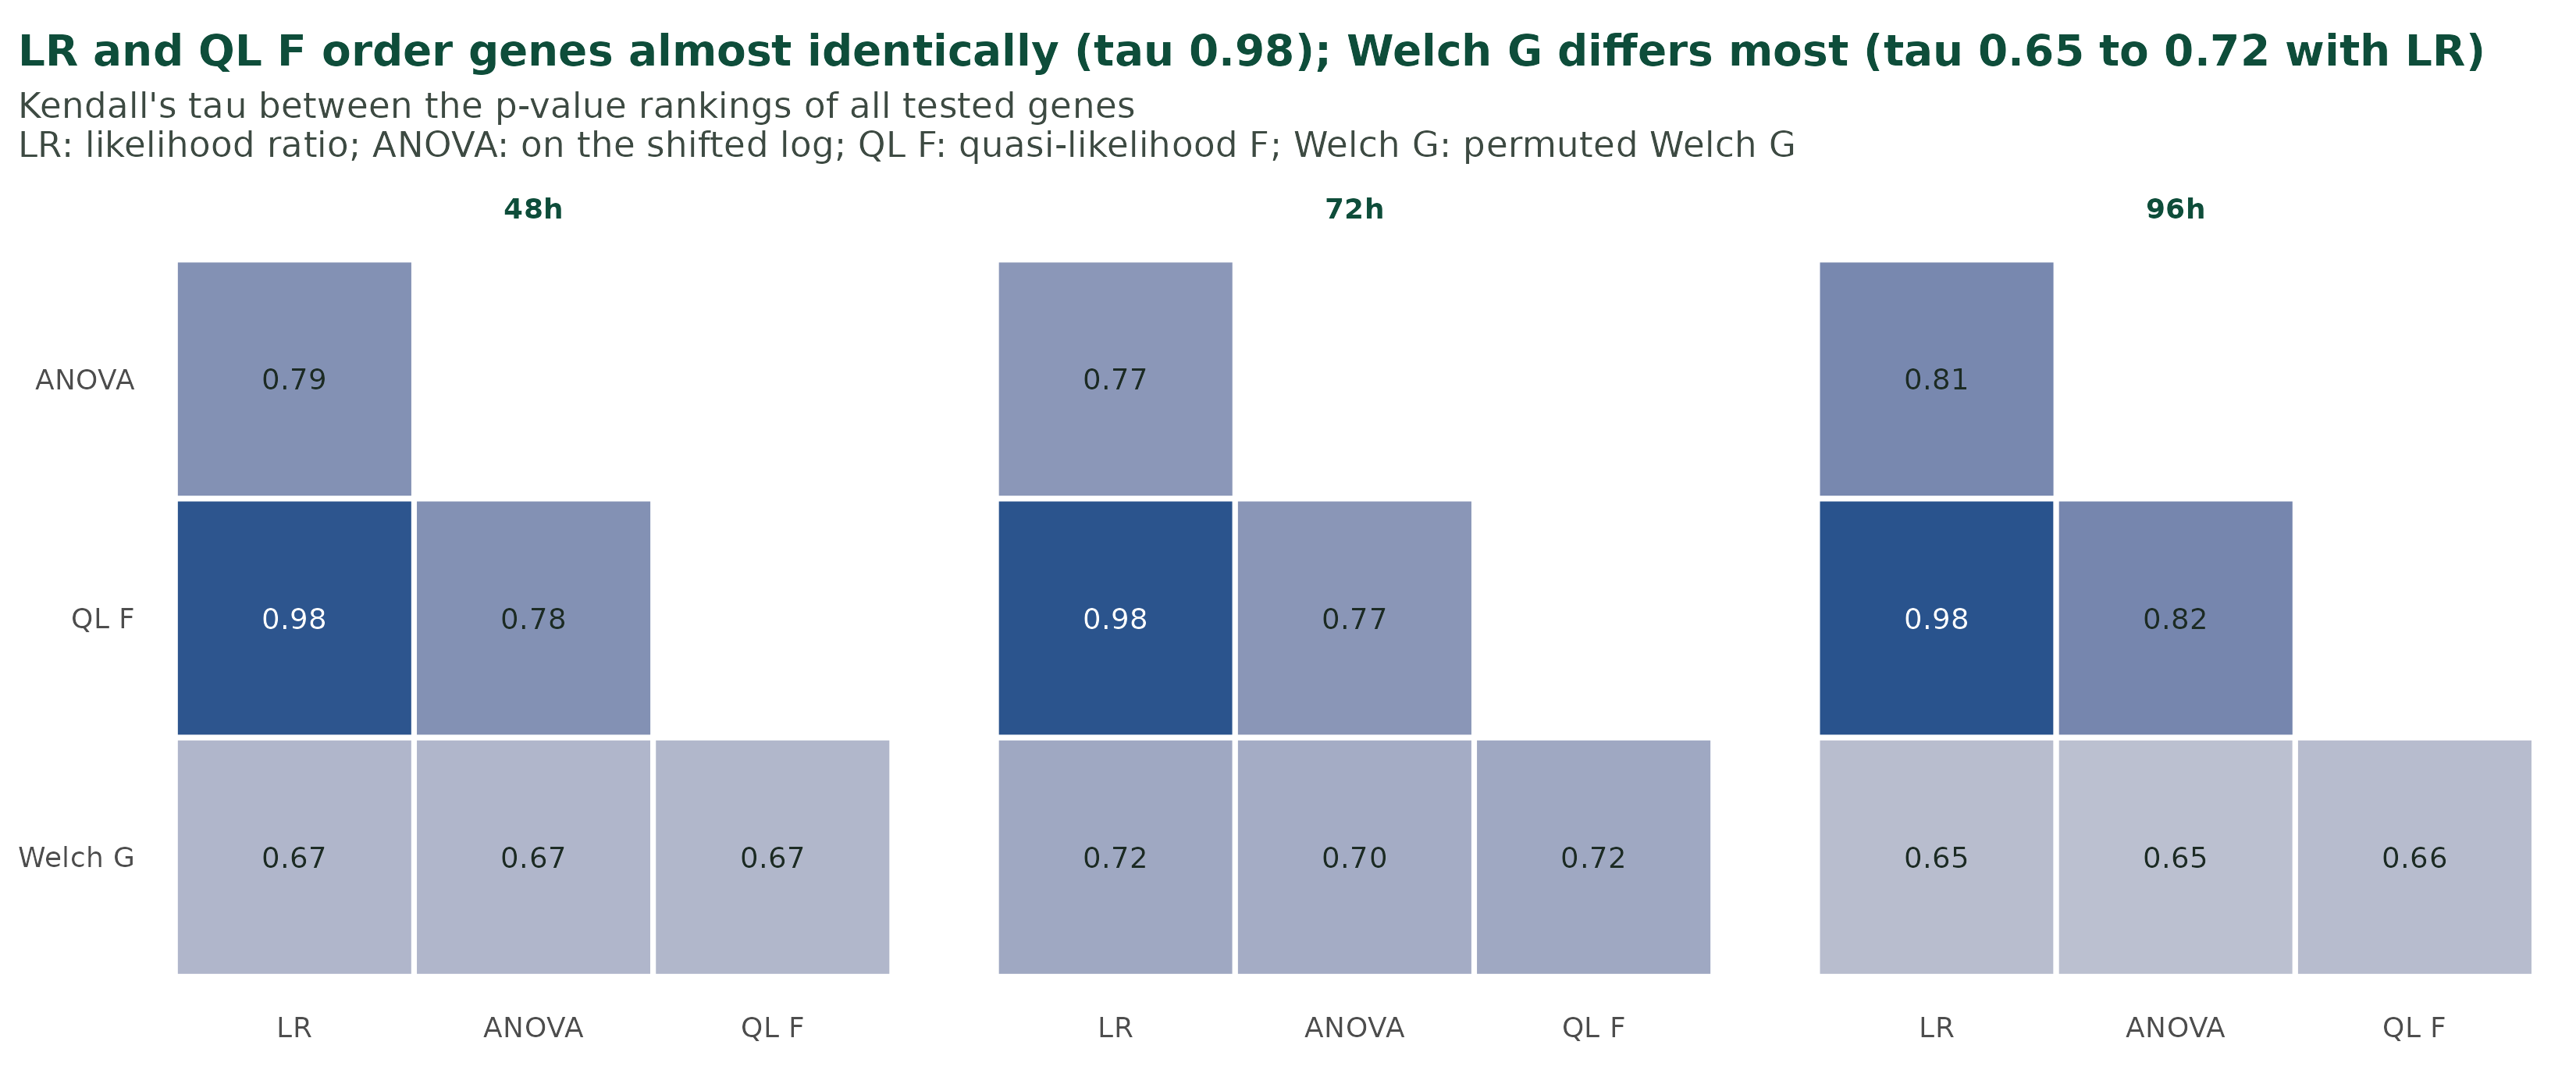 LR and QL F order genes almost identically (tau 0.98); Welch G differs most (tau 0.65 to 0.72 with LR)
Kendall's tau between the p-value rankings of all tested genes
LR: likelihood ratio; ANOVA: on the shifted log; QL F: quasi-likelihood F; Welch G: permuted Welch G
48h 72h 96h
ANOVA 0.79 0.77 0.81
QL F 0.98 0.78 0.98 0.77 0.98 0.82
Welch G 0.67 0.67 0.67 0.72 0.70 0.72 0.65 0.65 0.66
LR ANOVA QL F LR ANOVA QL F LR ANOVA QL F